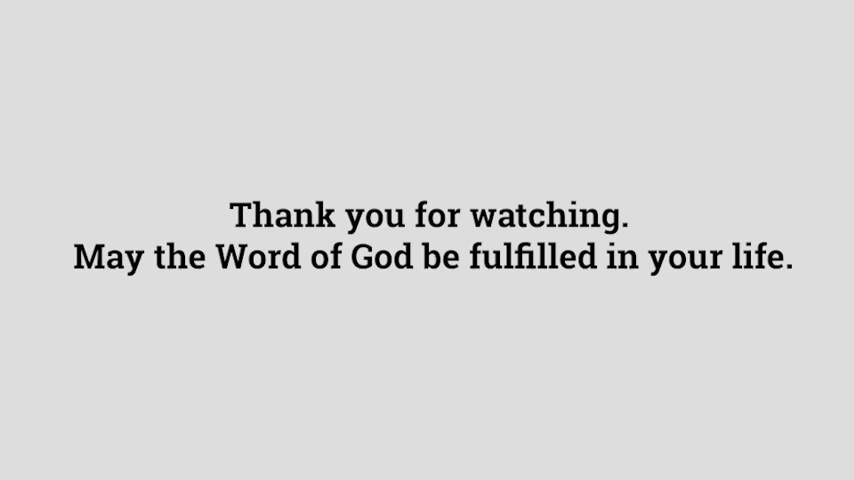 Thank you for watching.
May the Word of God be fulfilled in your life.